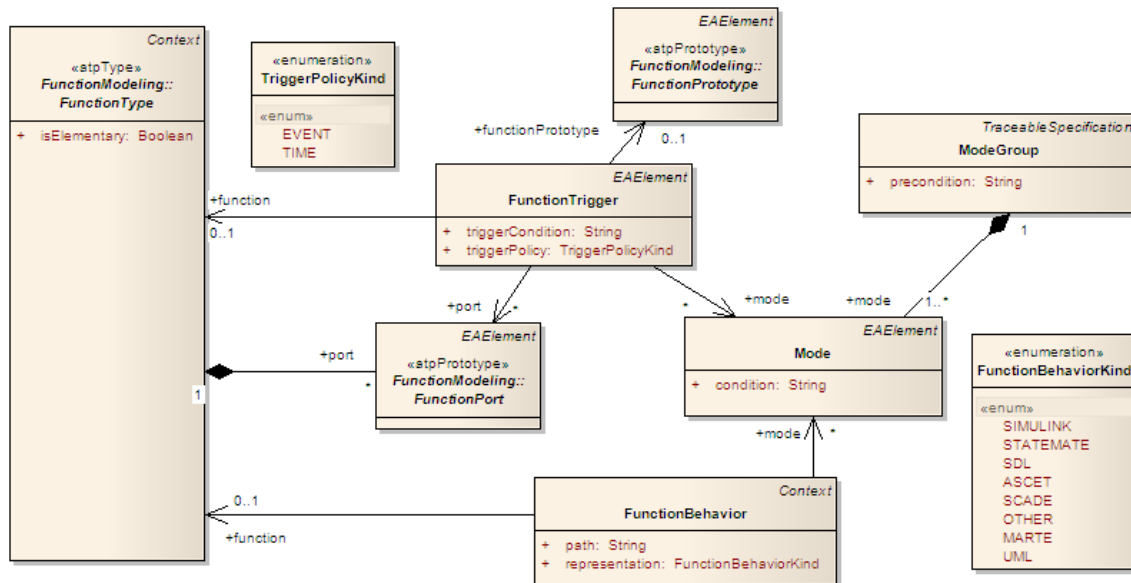 Context
«atpType»
FunctionModeling::
FunctionType
+ isElementary: Boolean
«enumeration»
TriggerPolicyKind
«enum»
EVENT
TIME
EAElement
«atpPrototype»
FunctionModeling::
FunctionPrototype
+functionPrototype
0..1
TraceableSpecification
ModeGroup
+ precondition: String
1
EAElement
FunctionTrigger
+ triggerCondition: String
+ triggerPolicy: TriggerPolicyKind
+function
0..1
+port
*
*
+mode
+mode
1..*
EAElement
«atpPrototype»
FunctionModeling::
FunctionPort
+port
*
1
EAElement
Mode
+ condition: String
«enumeration»
FunctionBehaviorKind
«enum»
SIMULINK
STATEMATE
SDL
ASCET
SCADE
OTHER
MARTE
UML
+mode
*
0..1
+function
Context
FunctionBehavior
+ path: String
+ representation: FunctionBehaviorKind